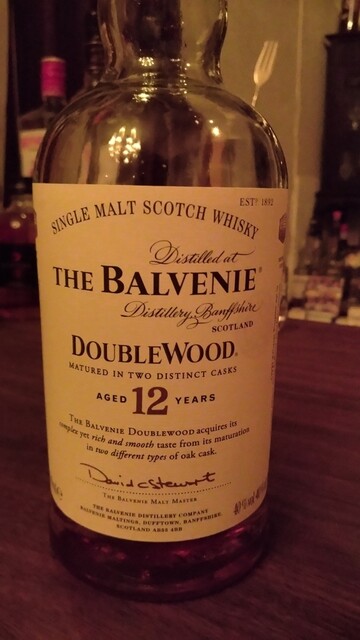 ESTD 1892
SINGLE MALT SCOTCH WHISKY
Distilled at
THE BALVENIE®
Distillery, Banffshire
SCOTLAND
DOUBLEWOOD®
MATURED IN TWO DISTINCT CASKS
AGED 12 YEARS
THE BALVENIE DOUBLEWOOD acquires its
complex yet rich and smooth taste from its maturation
in two different types of oak cask.
David C Stewart
THE BALVENIE MALT MASTER
THE BALVENIE DISTILLERY COMPANY
BALVENIE MALTINGS, DUFFTOWN, BANFFSHIRE,
SCOTLAND AB55 4BB
40%vol